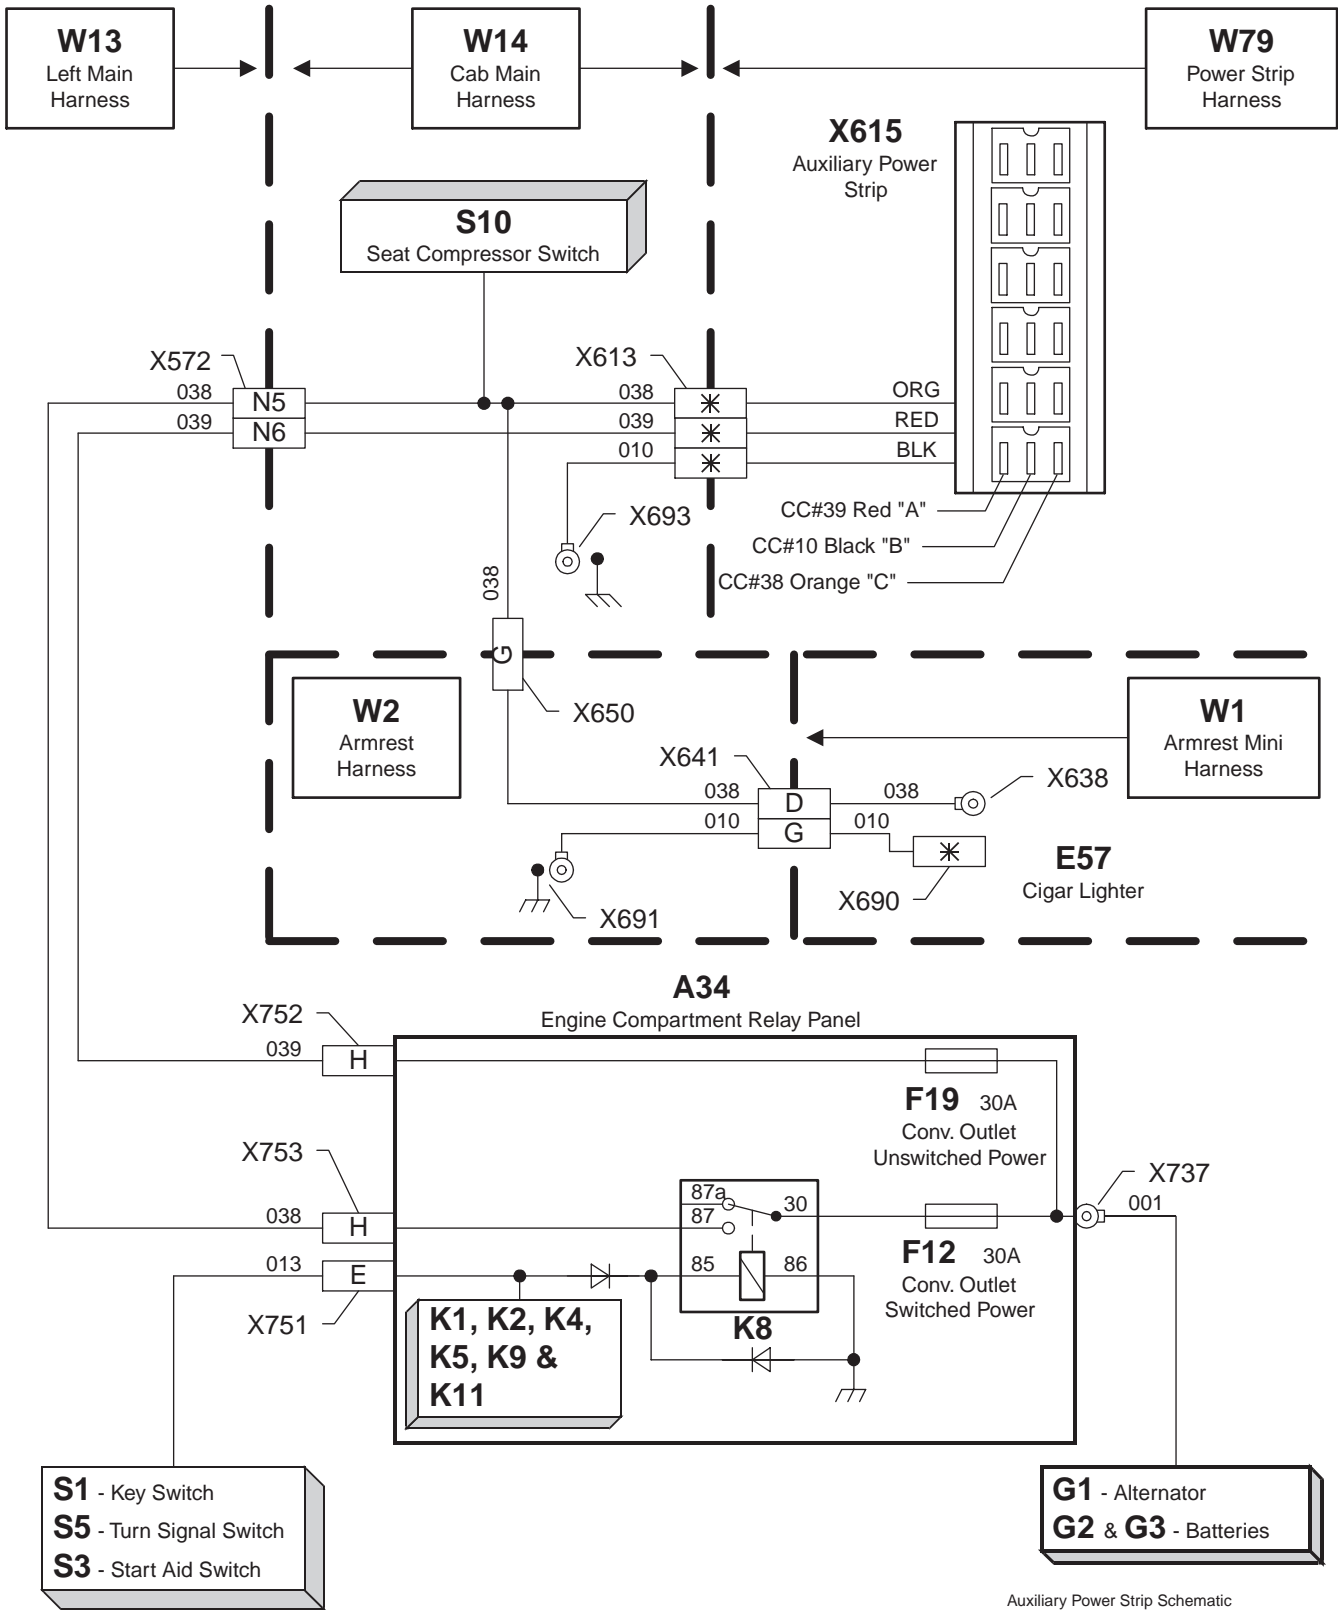 W13
Left Main
Harness
W14
Cab Main
Harness
W79
Power Strip
Harness
X615
Auxiliary Power
Strip
S10
Seat Compressor Switch
X572
X613
038
N5
038
ORG
039
N6
039
RED
010
BLK
CC#39 Red "A"
X693
CC#10 Black "B"
038
CC#38 Orange "C"
G
W2
Armrest
Harness
X650
W1
Armrest Mini
Harness
X641
X638
038
D
038
010
G
010
E57
Cigar Lighter
X690
X691
A34
Engine Compartment Relay Panel
X752
039
H
F19 30A
Conv. Outlet
Unswitched Power
X753
X737
001
87a
30
038
H
87
F12 30A
Conv. Outlet
Switched Power
013
E
85
86
X751
K1, K2, K4,
K5, K9 &
K11
K8
S1 - Key Switch
S5 - Turn Signal Switch
S3 - Start Aid Switch
G1 - Alternator
G2 & G3 - Batteries
Auxiliary Power Strip Schematic